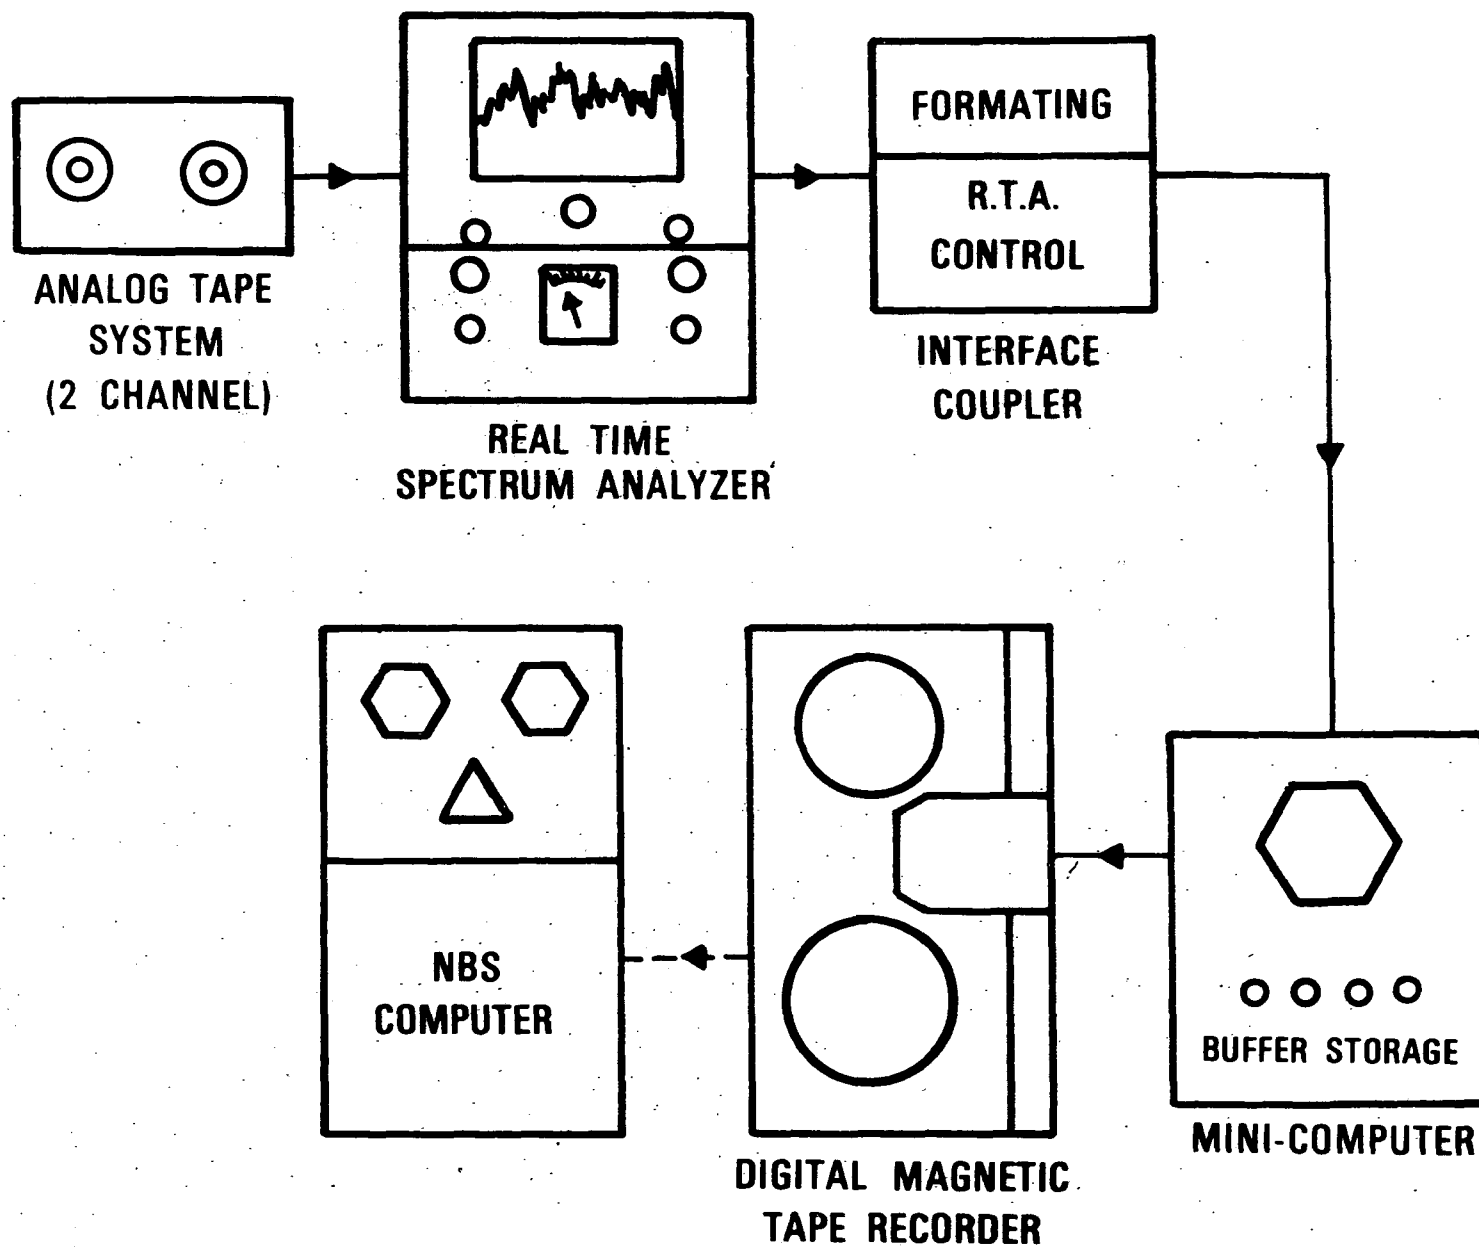 ANALOG TAPE
SYSTEM
(2 CHANNEL)
REAL TIME
SPECTRUM ANALYZER
FORMATING
R.T.A.
CONTROL
INTERFACE
COUPLER
BUFFER STORAGE
MINI-COMPUTER
DIGITAL MAGNETIC
TAPE RECORDER
NBS
COMPUTER